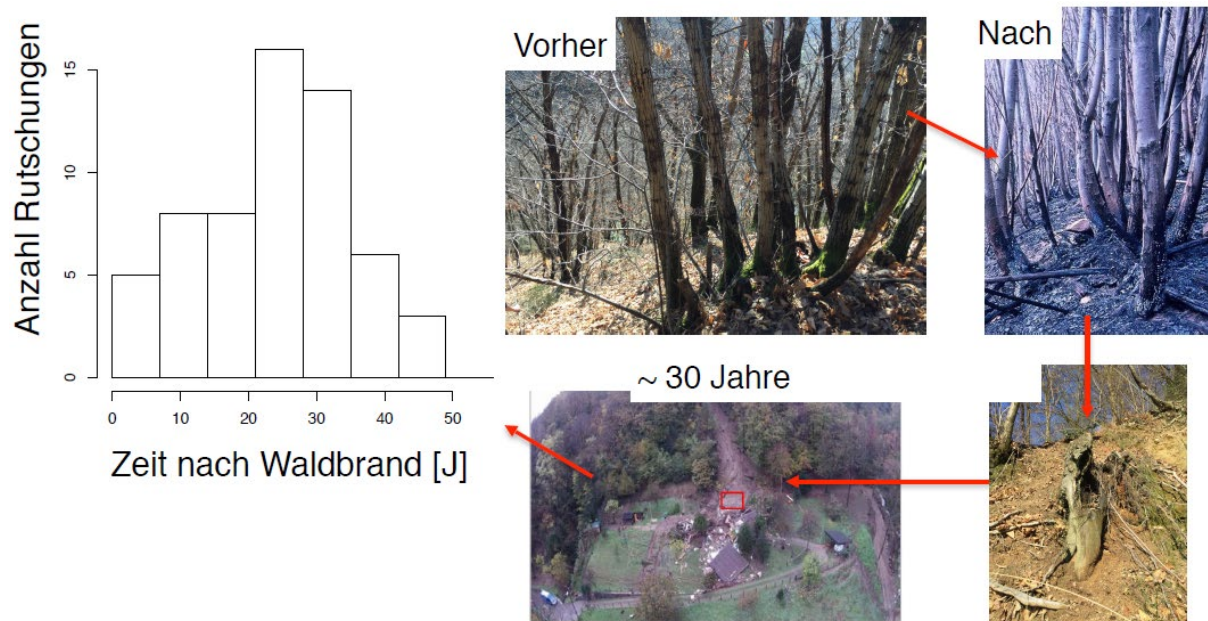 Anzahl Rutschungen
15
10
5
0
0 10 20 30 40 50
Zeit nach Waldbrand [J]
Vorher
Nach
~ 30 Jahre